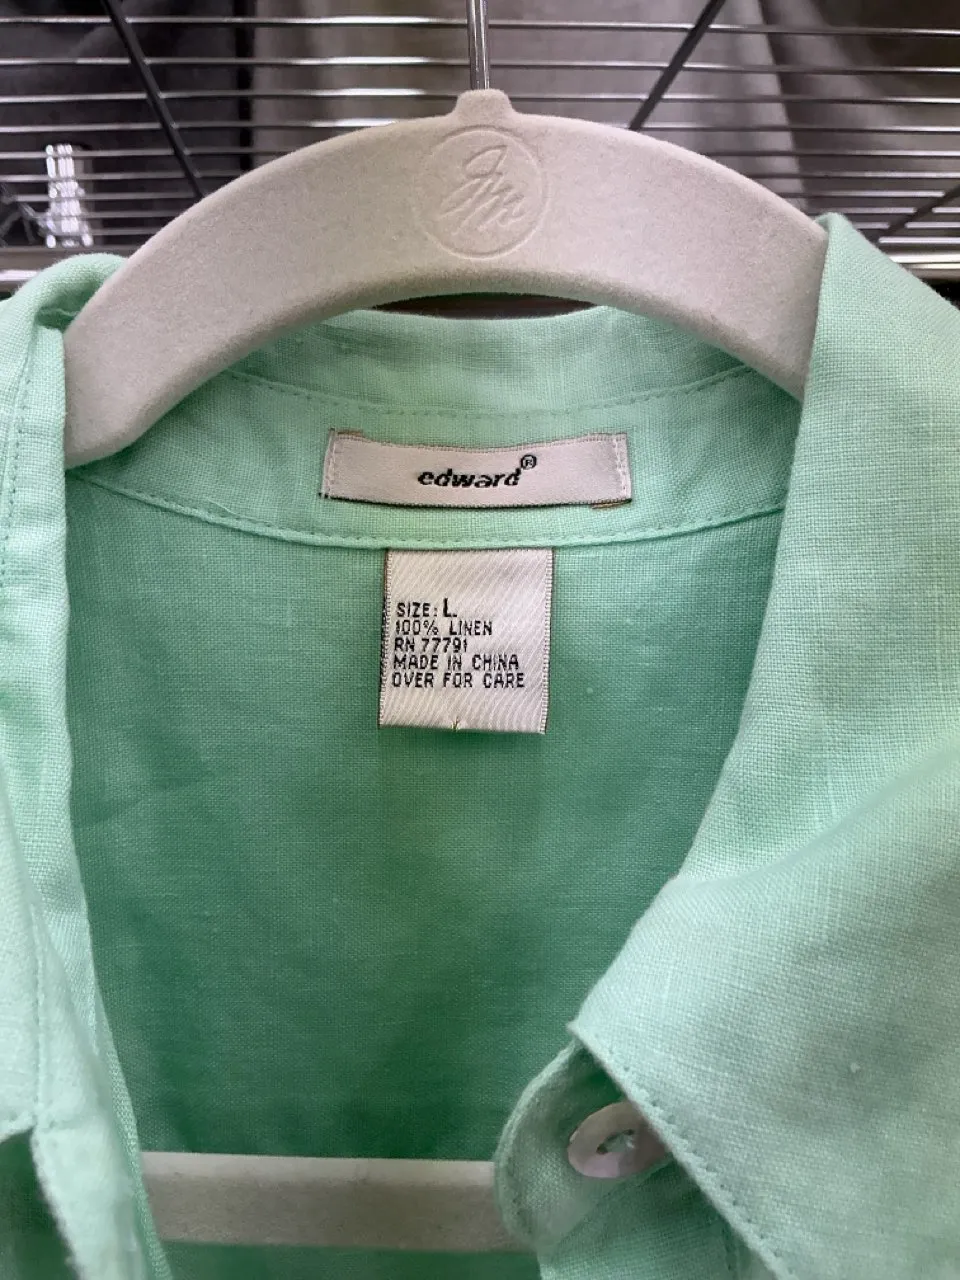 edward®
SIZE: L.
100% LINEN
RN 77791
MADE IN CHINA
OVER FOR CARE